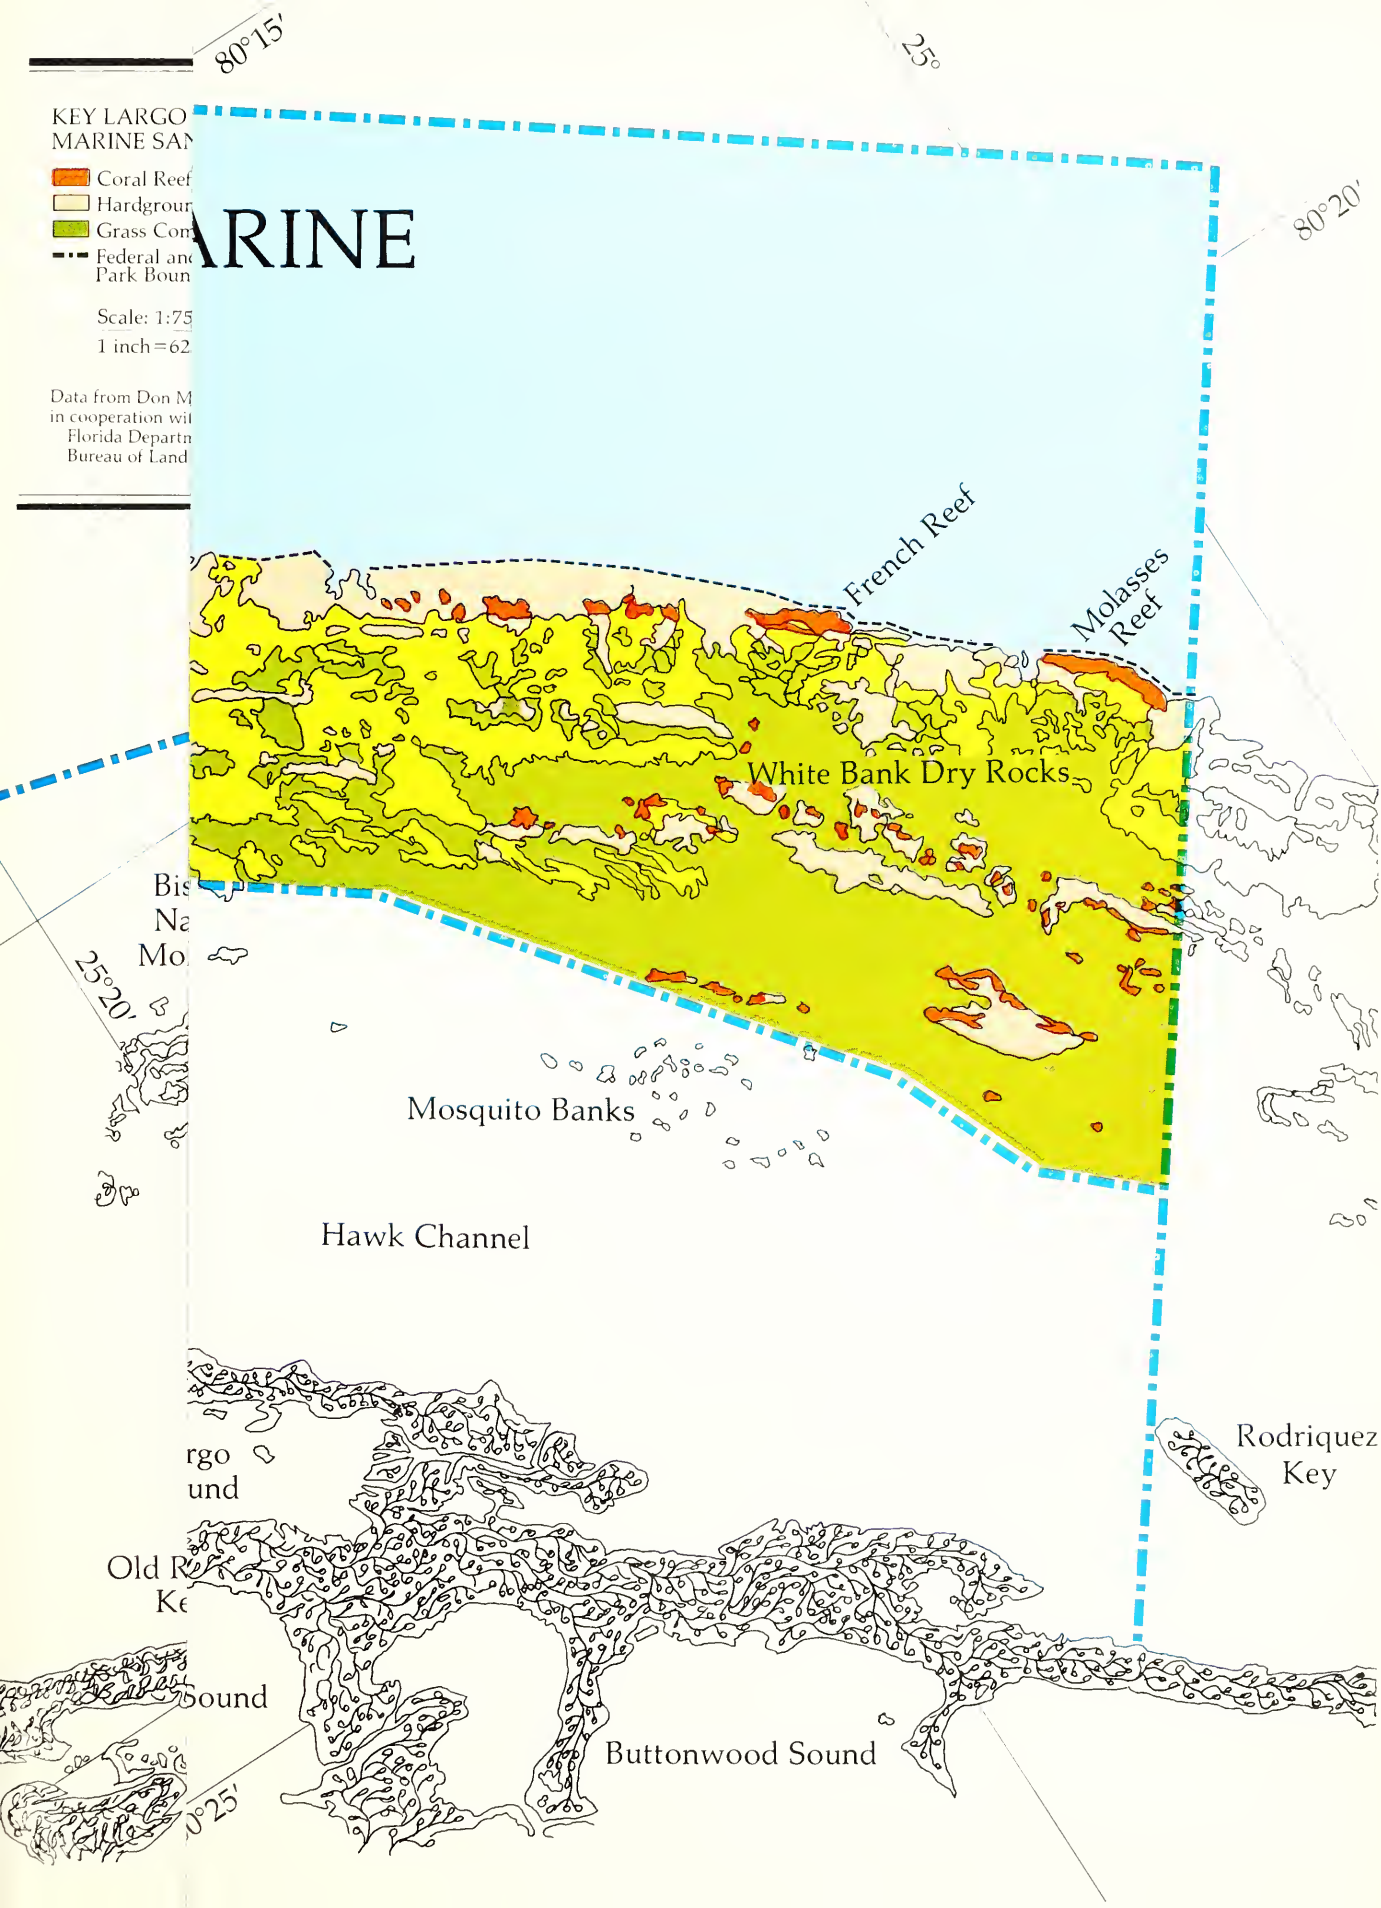 80°15'
25°
KEY LARGO
MARINE SAN
Coral Reef
Hardgroun
Grass Com
Federal and
Park Boun
Scale: 1:75
1 inch=62
Data from Don M
in cooperation wit
Florida Departm
Bureau of Land
ARINE
80°20'
French Reef
Molasses
Reef
White Bank Dry Rocks
Bis
Na
Mo
25°20'
Mosquito Banks
Hawk Channel
rgo
und
Rodriquez
Key
Old R
Ke
Sound
Buttonwood Sound
0°25'